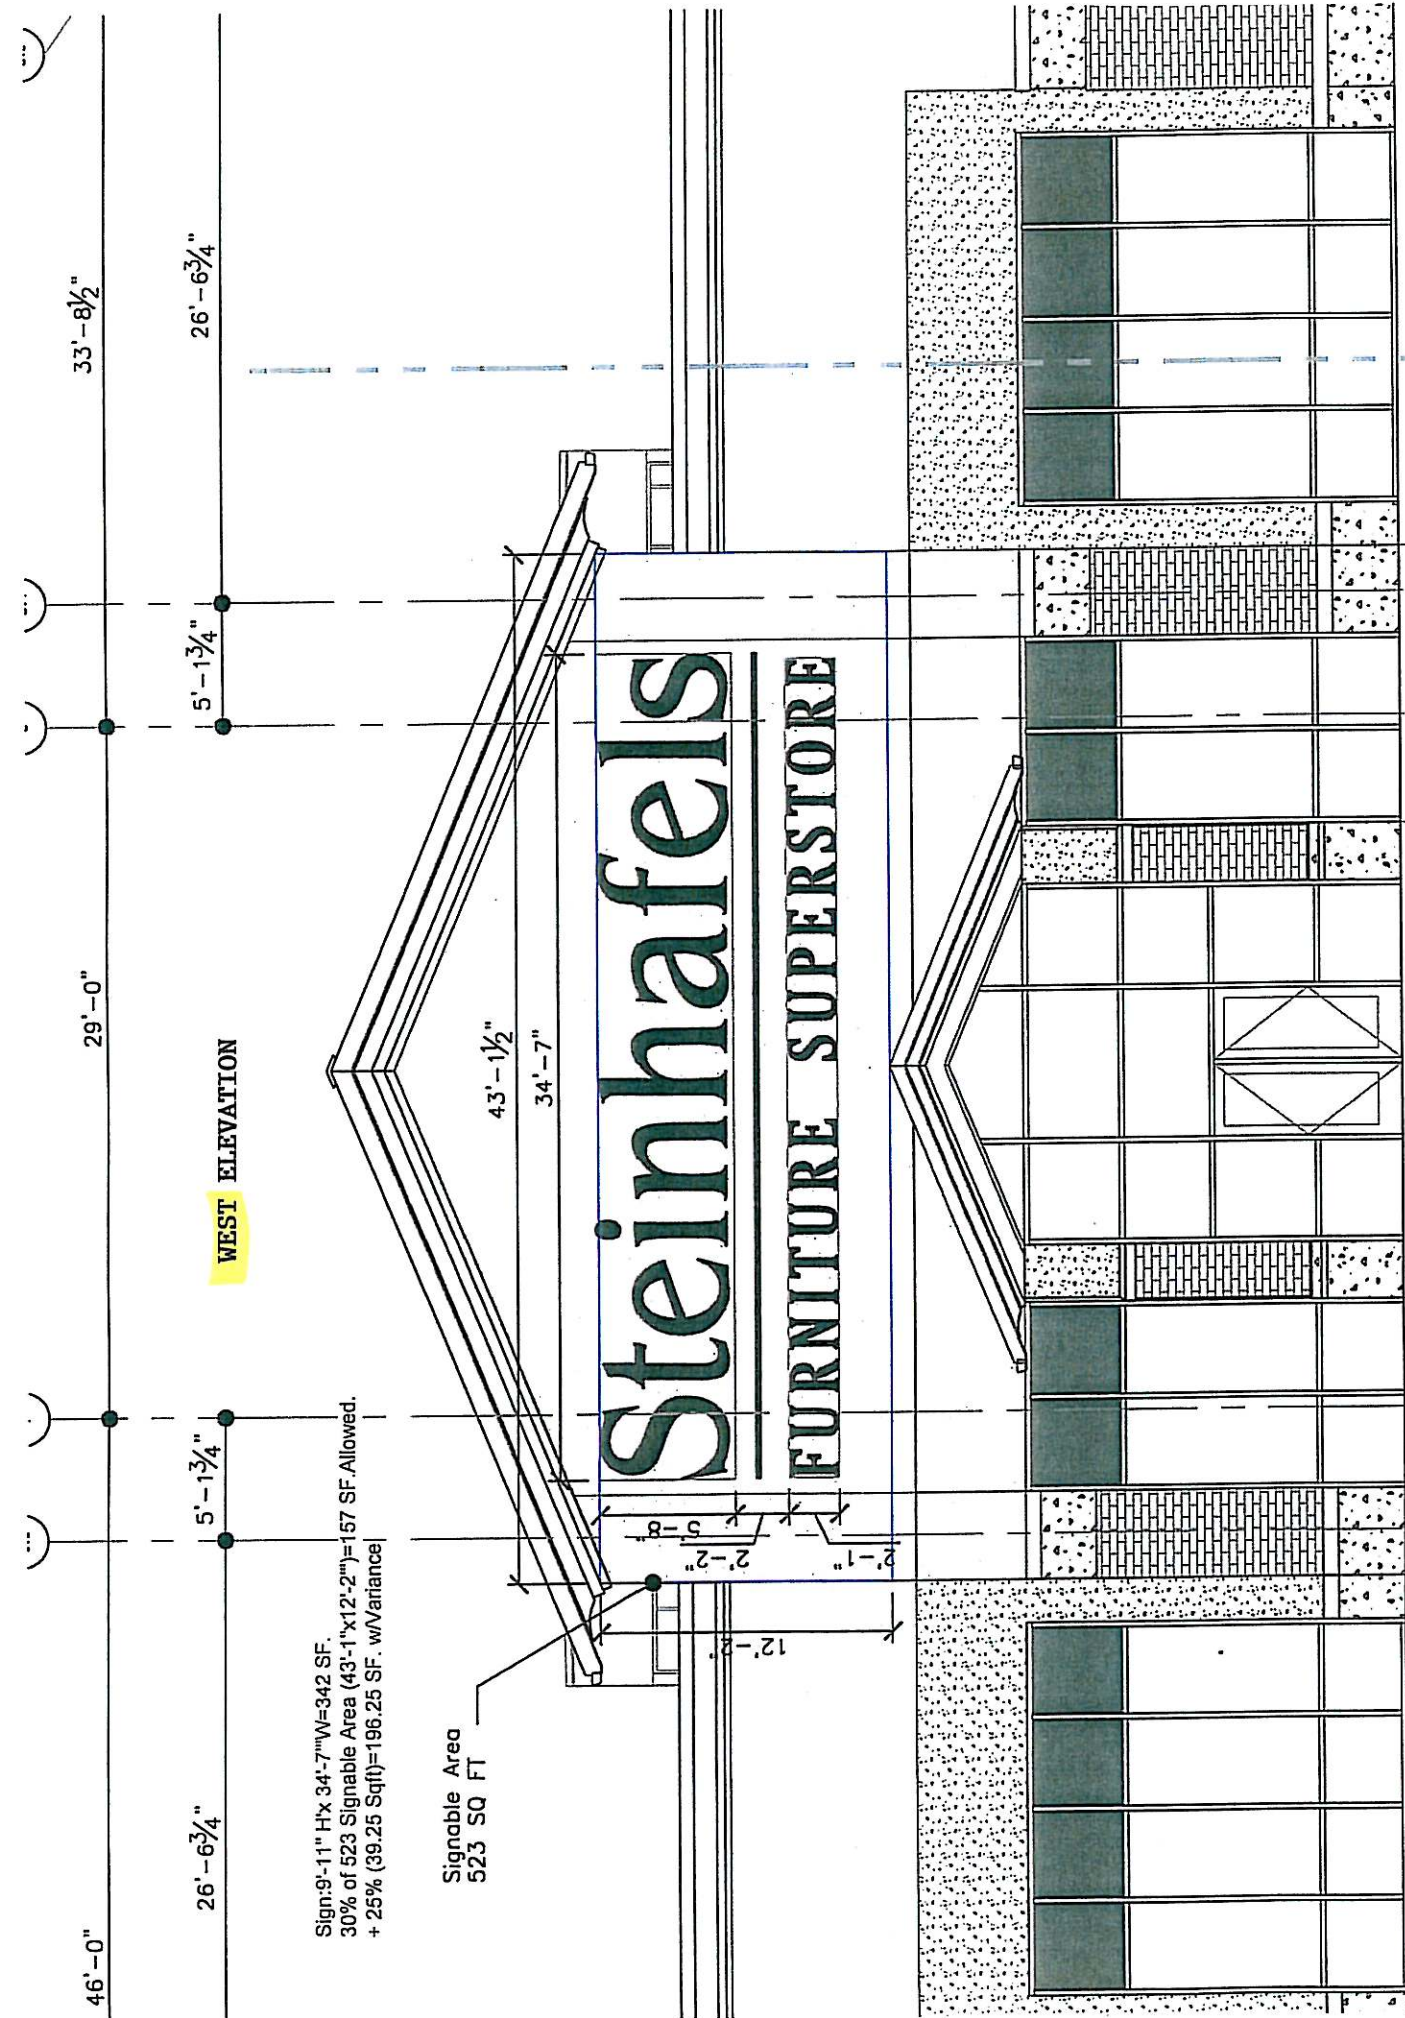 46'-0"
29'-0"
33'-8½"
26'-6¾"
5'-1¾"
5'-1¾"
26'-6¾"
WEST ELEVATION
Sign:9'-11" H'x 34'-7'"W=342 SF.
30% of 523 Signable Area (43'-1"x12'-2'")=157 SF.Allowed.
+ 25% (39.25 Sqft)=196.25 SF. w/Variance
Signable Area
523 SQ FT
43'-1½"
34'-7"
Steinhafels
FURNITURE SUPERSTORE
5'-8"
2'-2"
2'-1"
12'-2"